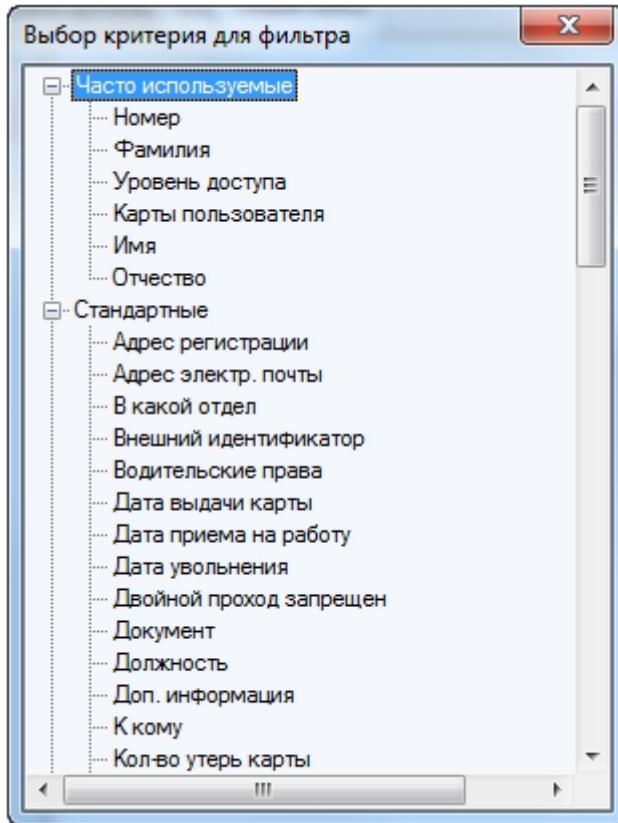 Выбор критерия для фильтра
Часто используемые
Номер
Фамилия
Уровень доступа
Карты пользователя
Имя
Отчество
Стандартные
Адрес регистрации
Адрес электр. почты
В какой отдел
Внешний идентификатор
Водительские права
Дата выдачи карты
Дата приема на работу
Дата увольнения
Двойной проход запрещен
Документ
Должность
Доп. информация
К кому
Кол-во утерь карты